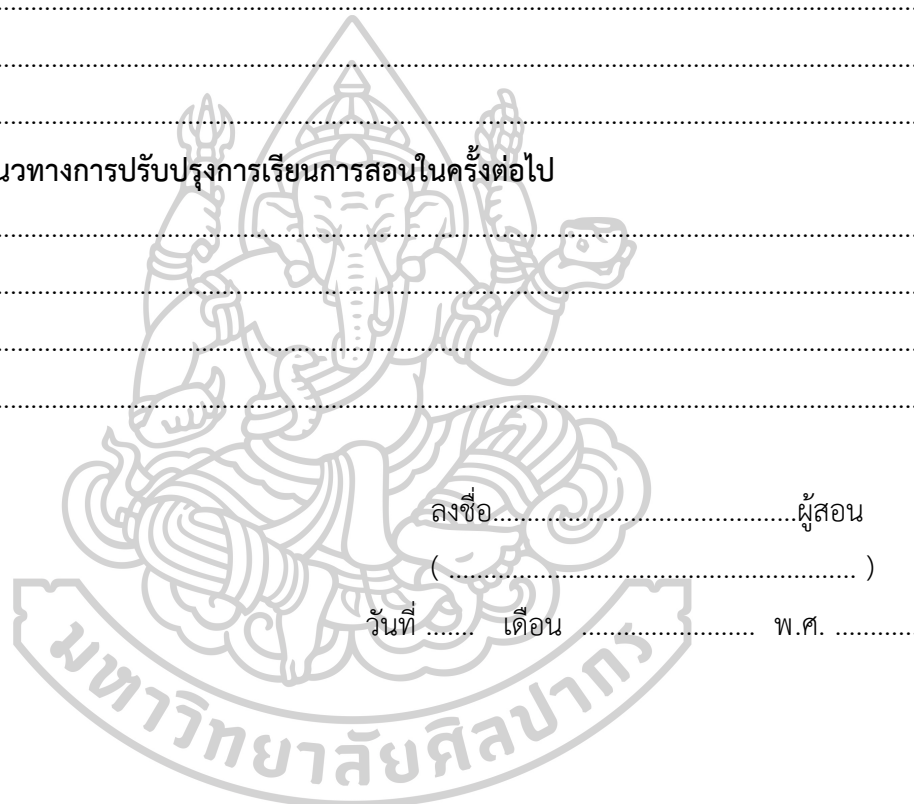 ................................................................................................................................
................................................................................................................................
................................................................................................................................
นวทางการปรับปรุงการเรียนการสอนในครั้งต่อไป
................................................................................................................................
................................................................................................................................
................................................................................................................................
................................................................................................................................
ลงชื่อ.............................................ผู้สอน
( ............................................................ )
วันที่ ....... เดือน ......................... พ.ศ. ............
มหาวิทยาลัยศิลปากร